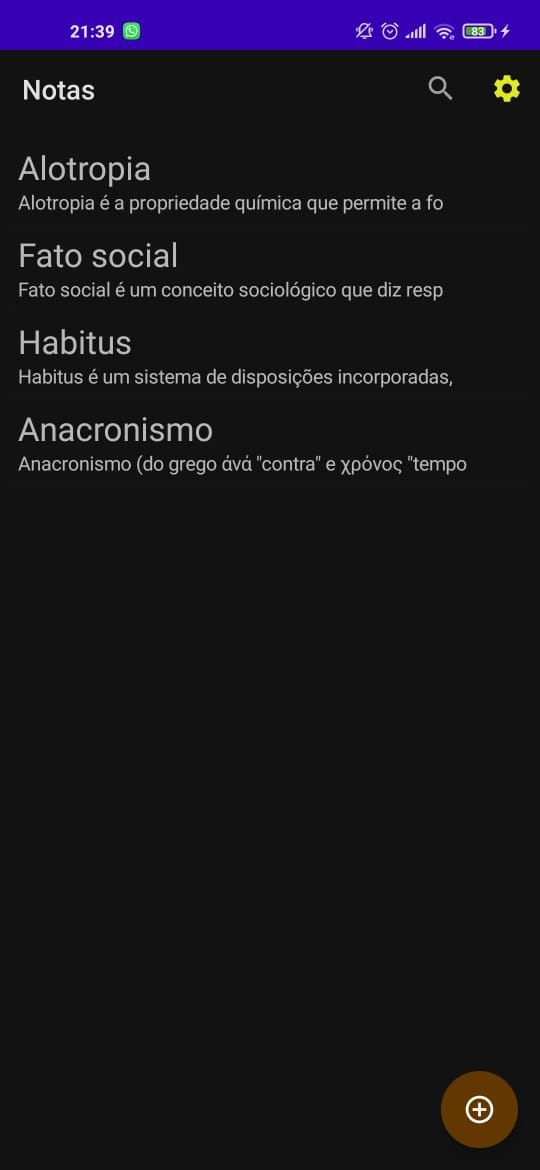 21:39
83
Notas
Alotropia
Alotropia é a propriedade química que permite a fo
Fato social
Fato social é um conceito sociológico que diz resp
Habitus
Habitus é um sistema de disposições incorporadas,
Anacronismo
Anacronismo (do grego ἀνά "contra" e χρόνος "tempo